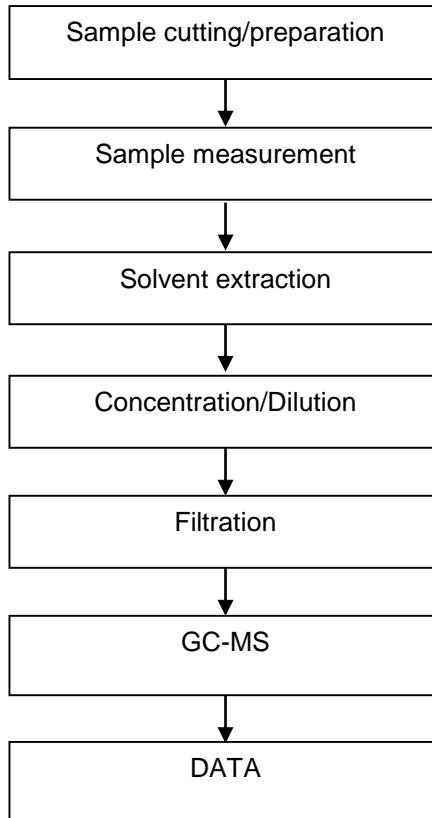 Sample cutting/preparation
Sample measurement
Solvent extraction
Concentration/Dilution
Filtration
GC-MS
DATA